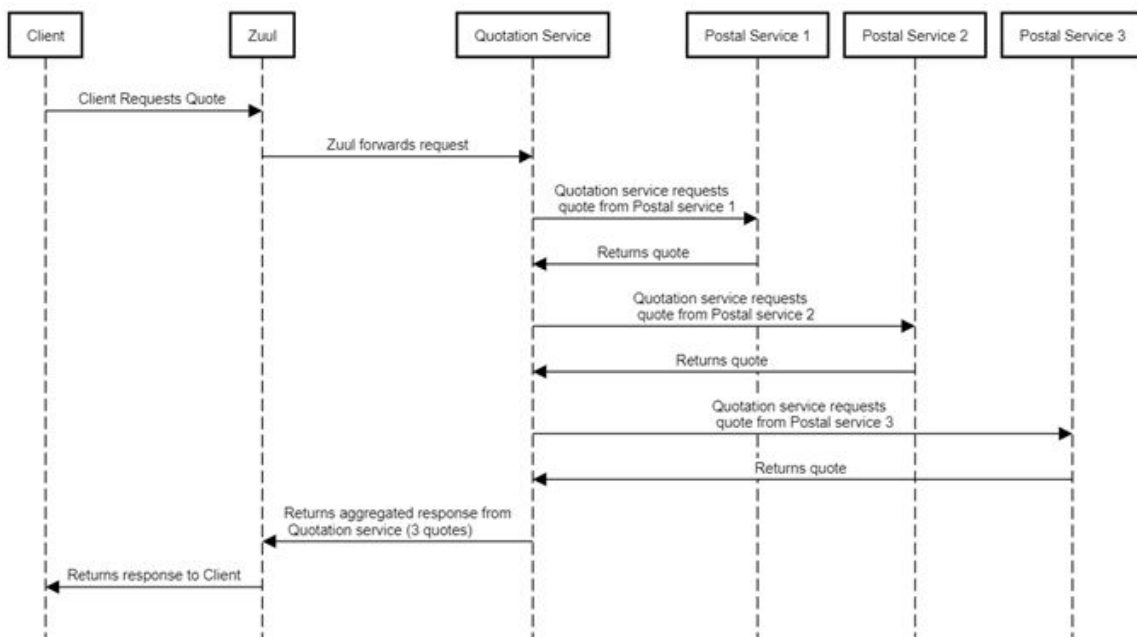 Client
Zuul
Quotation Service
Postal Service 1
Postal Service 2
Postal Service 3
Client Requests Quote
Zuul forwards request
Quotation service requests
quote from Postal service 1
Returns quote
Quotation service requests
quote from Postal service 2
Returns quote
Quotation service requests
quote from Postal service 3
Returns quote
Returns aggregated response from
Quotation service (3 quotes)
Returns response to Client